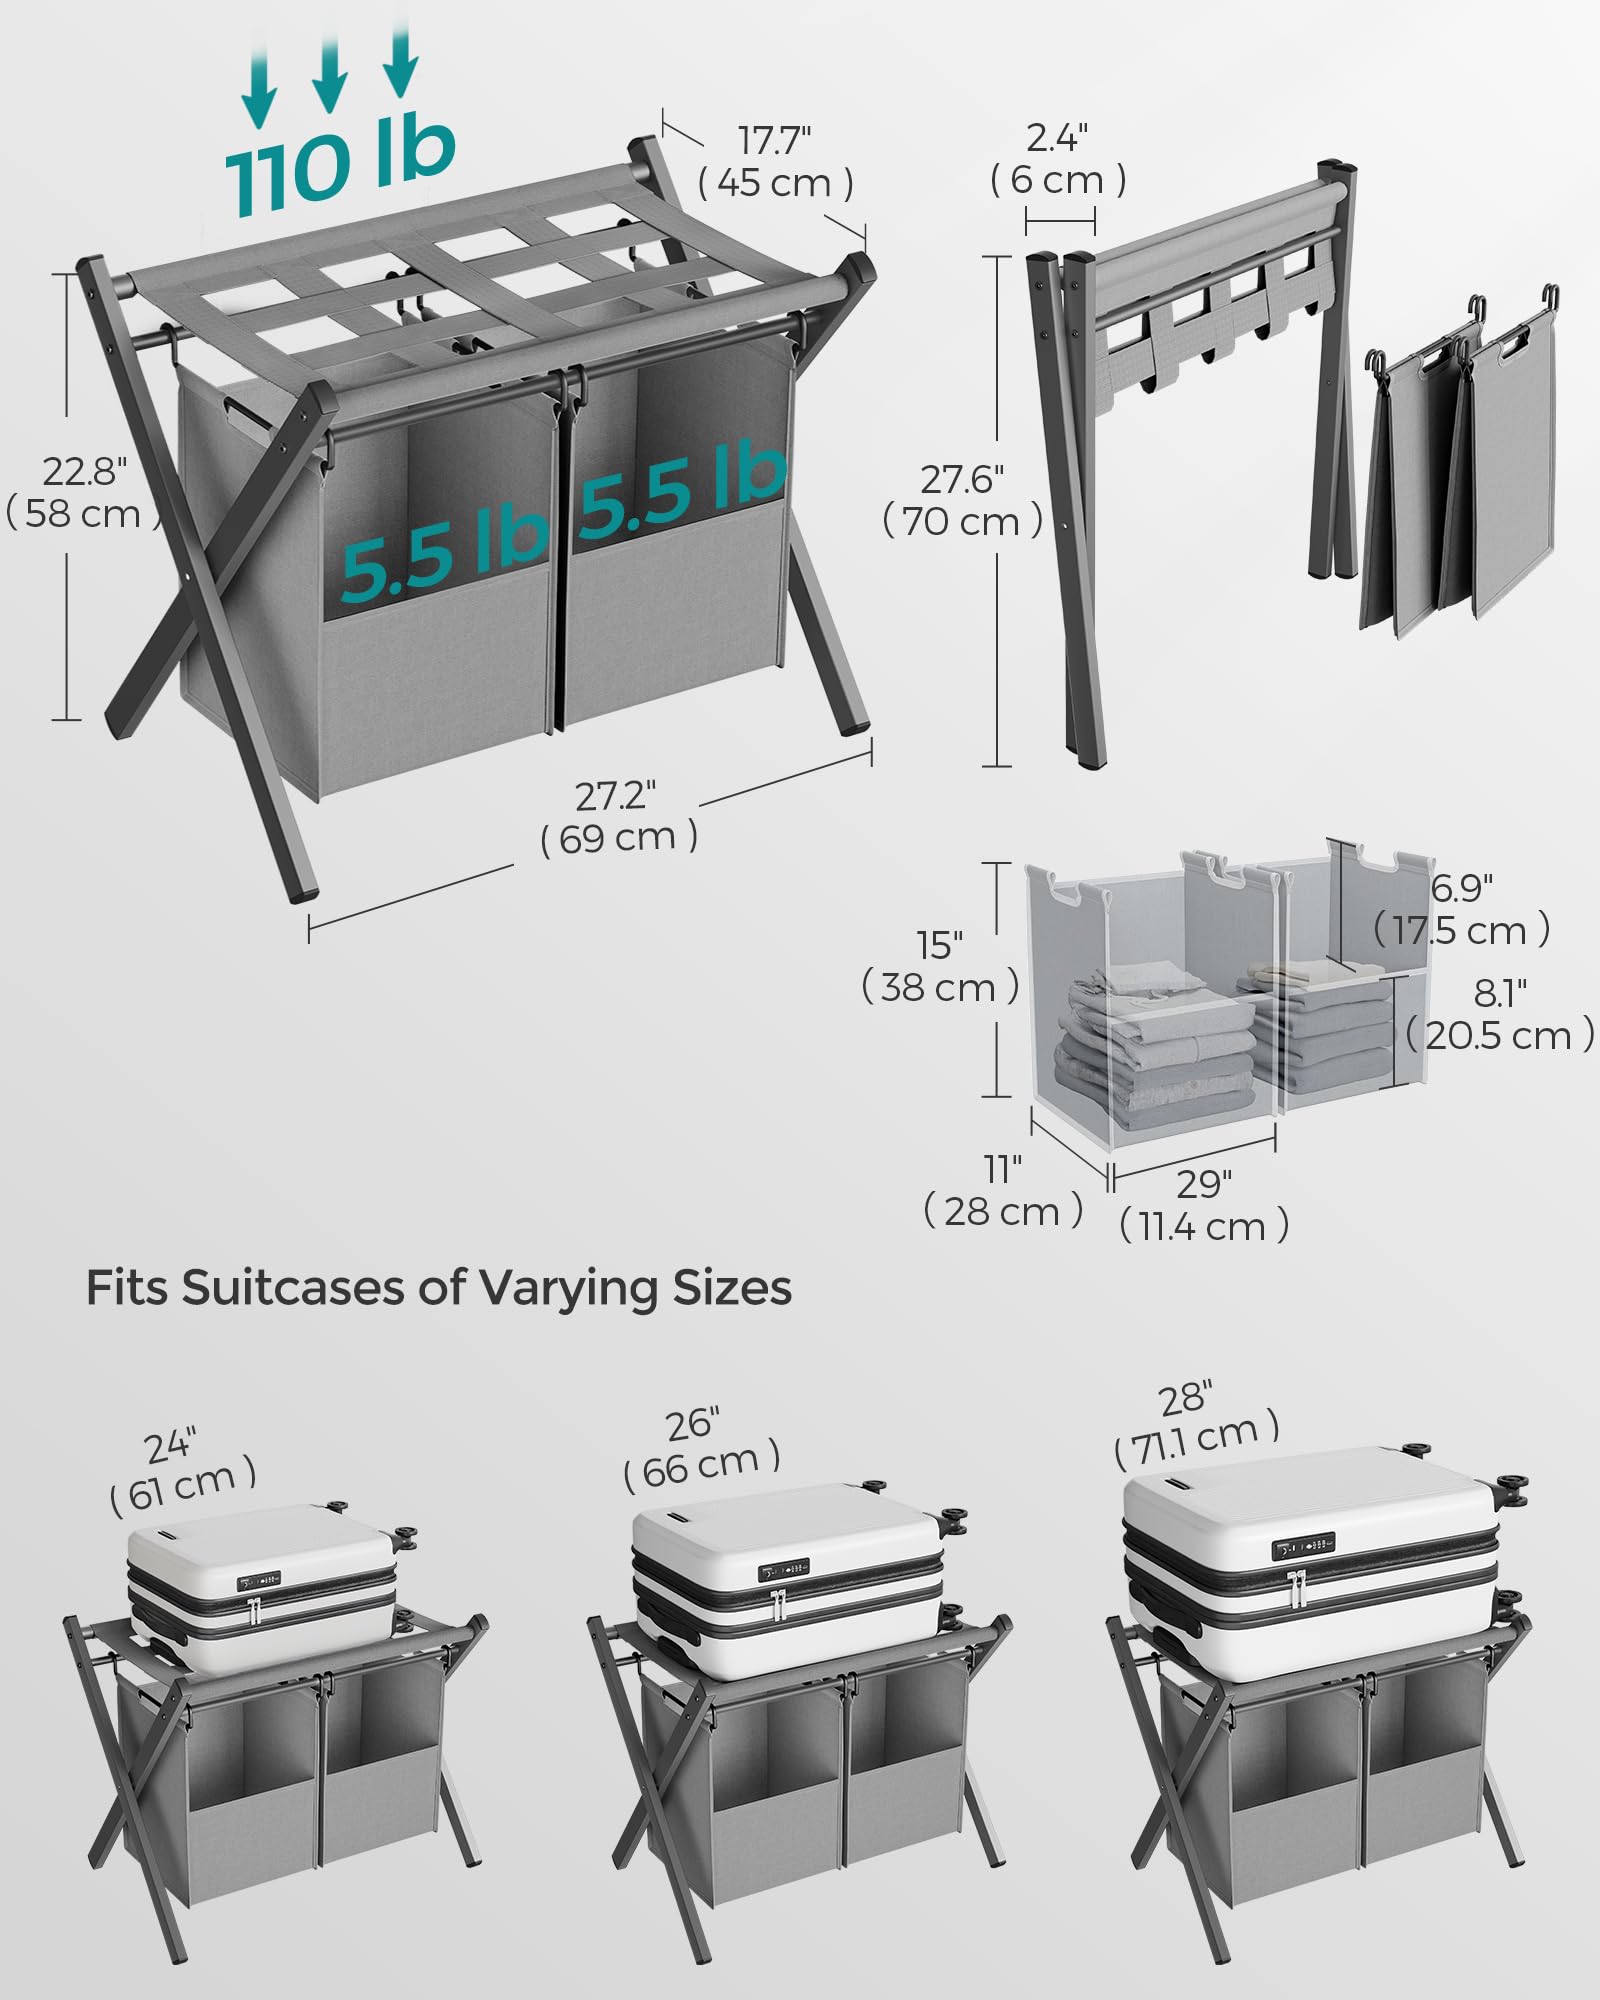 110 lb
17.7"
( 45 cm )
2.4"
( 6 cm )
22.8"
( 58 cm )
5.5 lb
5.5 lb
27.6"
( 70 cm )
27.2"
( 69 cm )
15"
( 38 cm )
6.9"
( 17.5 cm )
8.1"
( 20.5 cm )
11"
( 28 cm )
29"
( 11.4 cm )
Fits Suitcases of Varying Sizes
24"
( 61 cm )
26"
( 66 cm )
28"
( 71.1 cm )